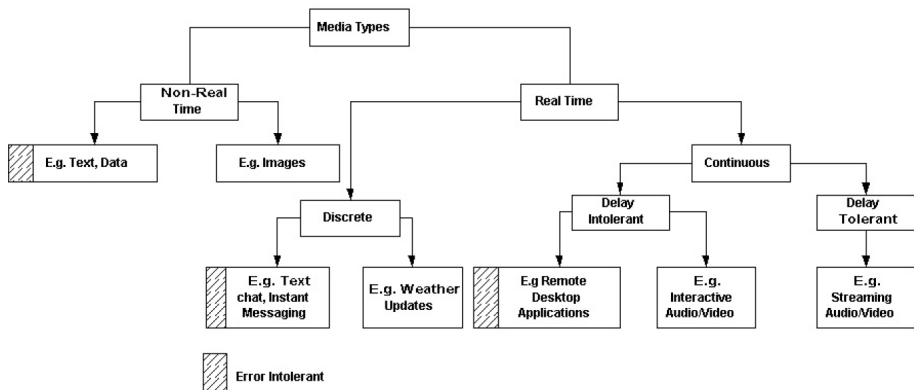 Media Types
Non-Real
Time
Real Time
E.g. Text, Data
E.g. Images
Continuous
Discrete
Delay
Intolerant
Delay
Tolerant
E.g. Text
chat, Instant
Messaging
E.g. Weather
Updates
E.g Remote
Desktop
Applications
E.g.
Interactive
Audio/Video
E.g.
Streaming
Audio/Video
Error Intolerant